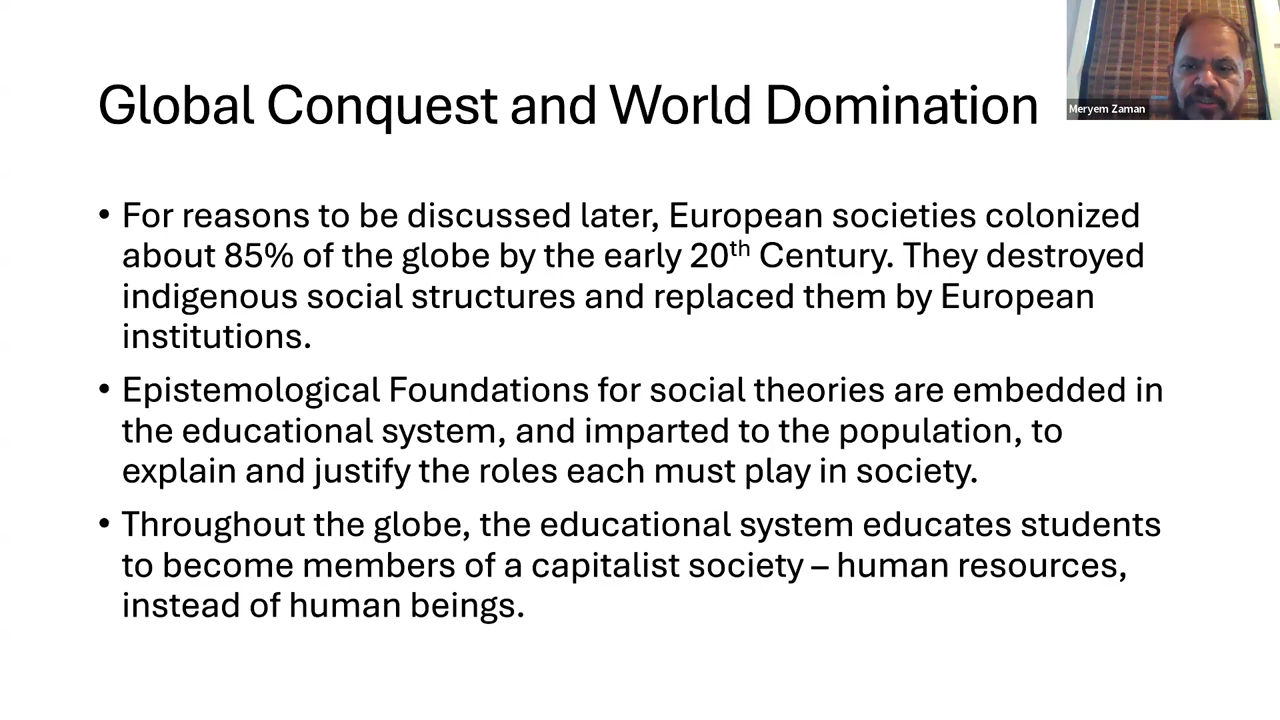 Global Conquest and World Domination
Meryem Zaman
• For reasons to be discussed later, European societies colonized
about 85% of the globe by the early 20th Century. They destroyed
indigenous social structures and replaced them by European
institutions.
• Epistemological Foundations for social theories are embedded in
the educational system, and imparted to the population, to
explain and justify the roles each must play in society.
• Throughout the globe, the educational system educates students
to become members of a capitalist society – human resources,
instead of human beings.